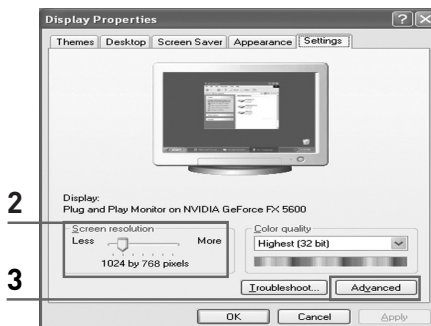 Display Properties
Themes Desktop Screen Saver Appearance Settings
Display:
Plug and Play Monitor on NVIDIA GeForce FX 5600
2
Screen resolution
Less More
1024 by 768 pixels
Color quality
Highest (32 bit)
3
Troubleshoot... Advanced
OK Cancel Apply